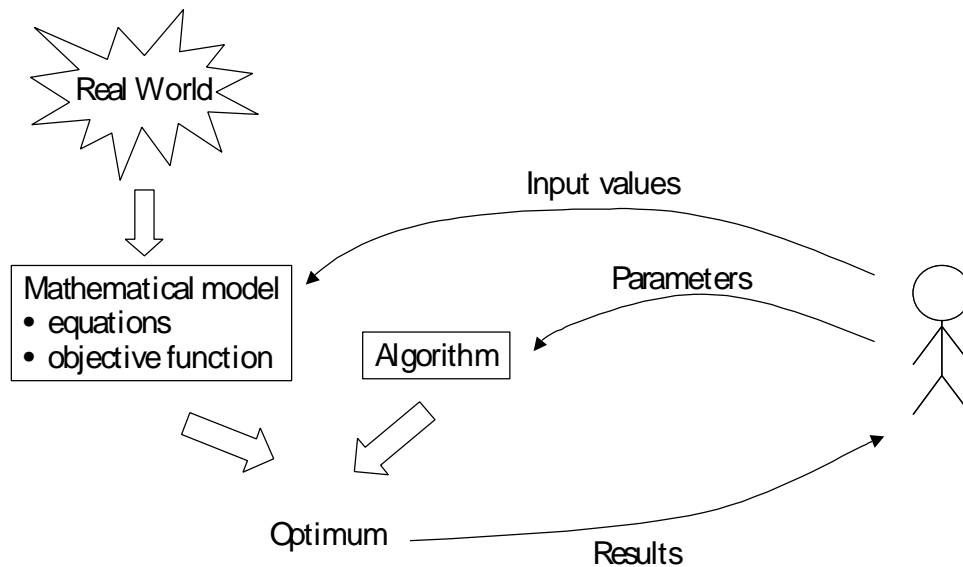 Real World
Input values
Parameters
Mathematical model
• equations
• objective function
Algorithm
Optimum
Results